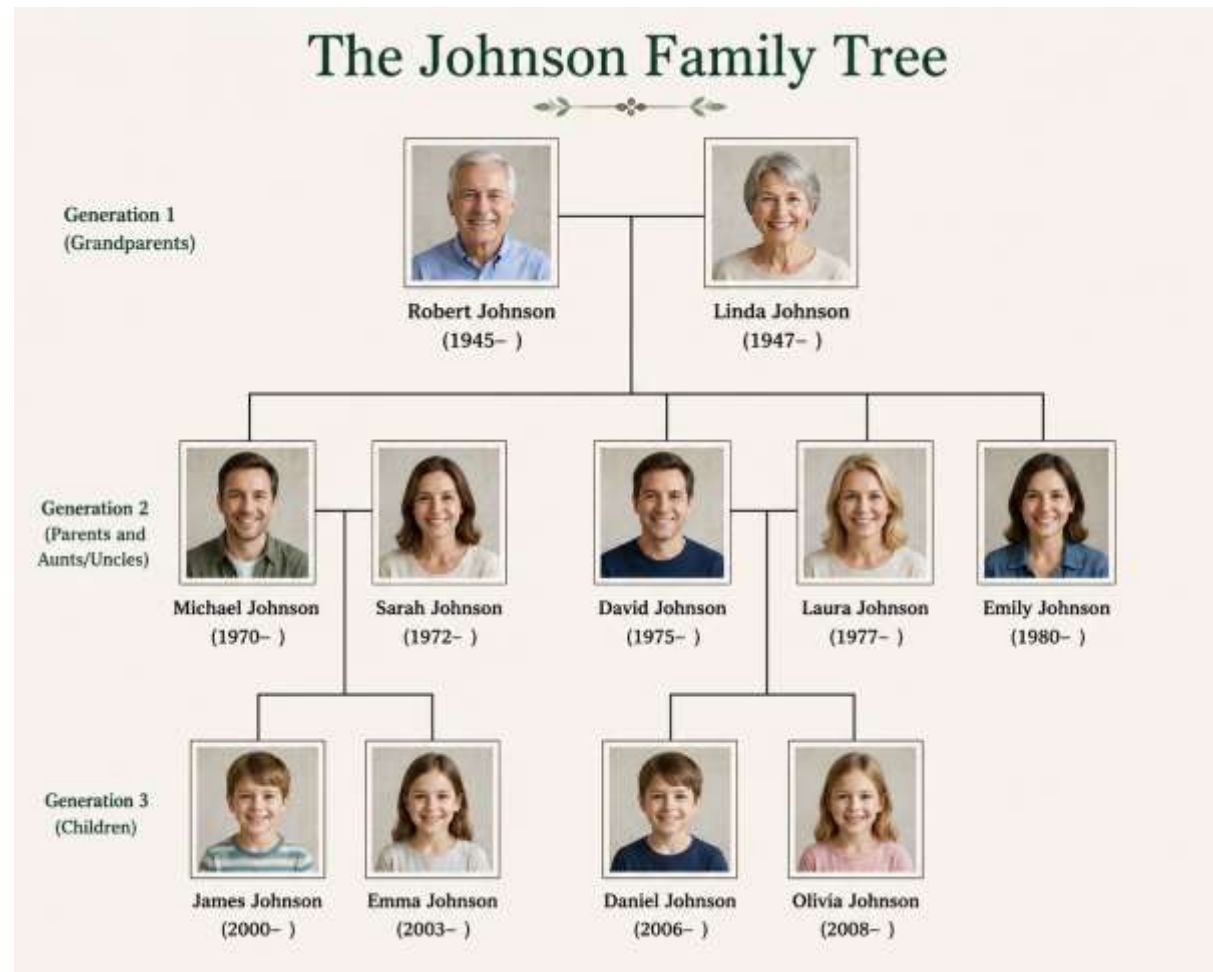 The Johnson Family Tree
Generation 1
(Grandparents)
Robert Johnson
(1945– )
Linda Johnson
(1947– )
Generation 2
(Parents and
Aunts/Uncles)
Michael Johnson
(1970– )
Sarah Johnson
(1972– )
David Johnson
(1975– )
Laura Johnson
(1977– )
Emily Johnson
(1980– )
Generation 3
(Children)
James Johnson
(2000– )
Emma Johnson
(2003– )
Daniel Johnson
(2006– )
Olivia Johnson
(2008– )